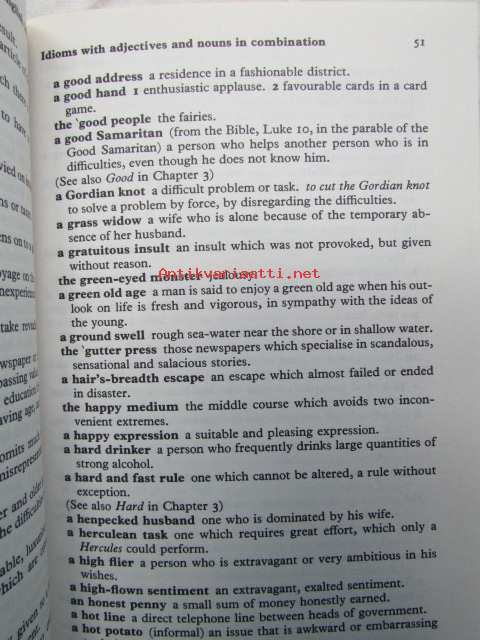 Idioms with adjectives and nouns in combination 51
a good address a residence in a fashionable district.
a good hand 1 enthusiastic applause. 2 favourable cards in a card
game.
the 'good people the fairies.
a good Samaritan (from the Bible, Luke 10, in the parable of the
Good Samaritan) a person who helps another person who is in
difficulties, even though he does not know him.
(See also Good in Chapter 3)
a Gordian knot a difficult problem or task. to cut the Gordian knot
to solve a problem by force, by disregarding the difficulties.
a grass widow a wife who is alone because of the temporary ab-
sence of her husband.
a gratuitous insult an insult which was not provoked, but given
without reason.
the green-eyed monster jealousy.
Antikvariaatti.net
a green old age a man is said to enjoy a green old age when his out-
look on life is fresh and vigorous, in sympathy with the ideas of
the young.
a ground swell rough sea-water near the shore or in shallow water.
the 'gutter press those newspapers which specialise in scandalous,
sensational and salacious stories.
a hair's-breadth escape an escape which almost failed or ended
in disaster.
the happy medium the middle course which avoids two incon-
venient extremes.
a happy expression a suitable and pleasing expression.
a hard drinker a person who frequently drinks large quantities of
strong alcohol.
a hard and fast rule one which cannot be altered, a rule without
exception.
(See also Hard in Chapter 3)
a henpecked husband one who is dominated by his wife.
a herculean task one which requires great effort, which only a
Hercules could perform.
a high flier a person who is extravagant or very ambitious in his
wishes.
a high-flown sentiment an extravagant, exalted sentiment.
an honest penny a small sum of money honestly earned.
a hot line a direct telephone line between heads of government.
a hot potato (informal) an issue that is awkward or embarrassing